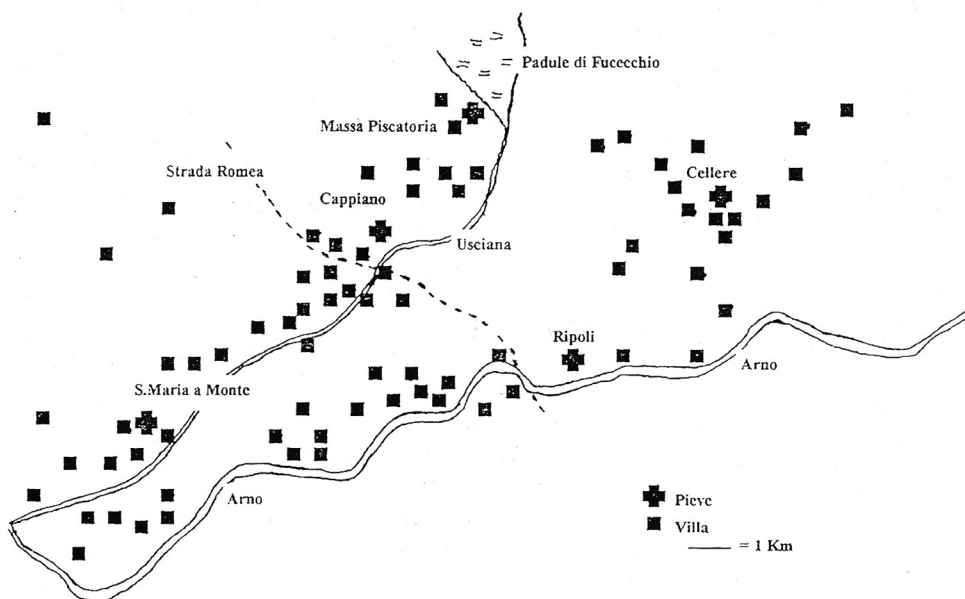 Padule di Fucecchio
Massa Piscatoria
Strada Romea
Cellere
Cappiano
Usciana
Ripoli
Arno
S.Maria a Monte
Arno
Pieve
Villa
= 1 Km